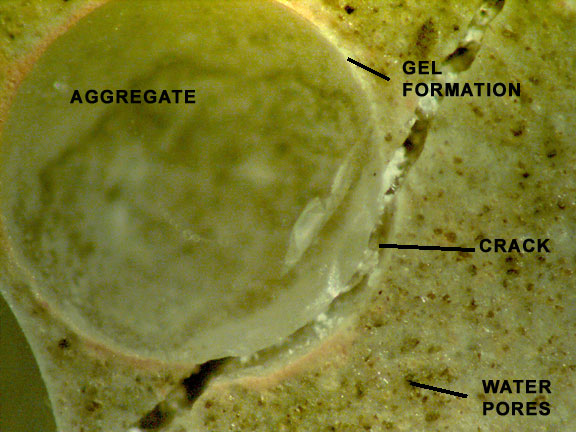 GEL
FORMATION
AGGREGATE
CRACK
WATER
PORES